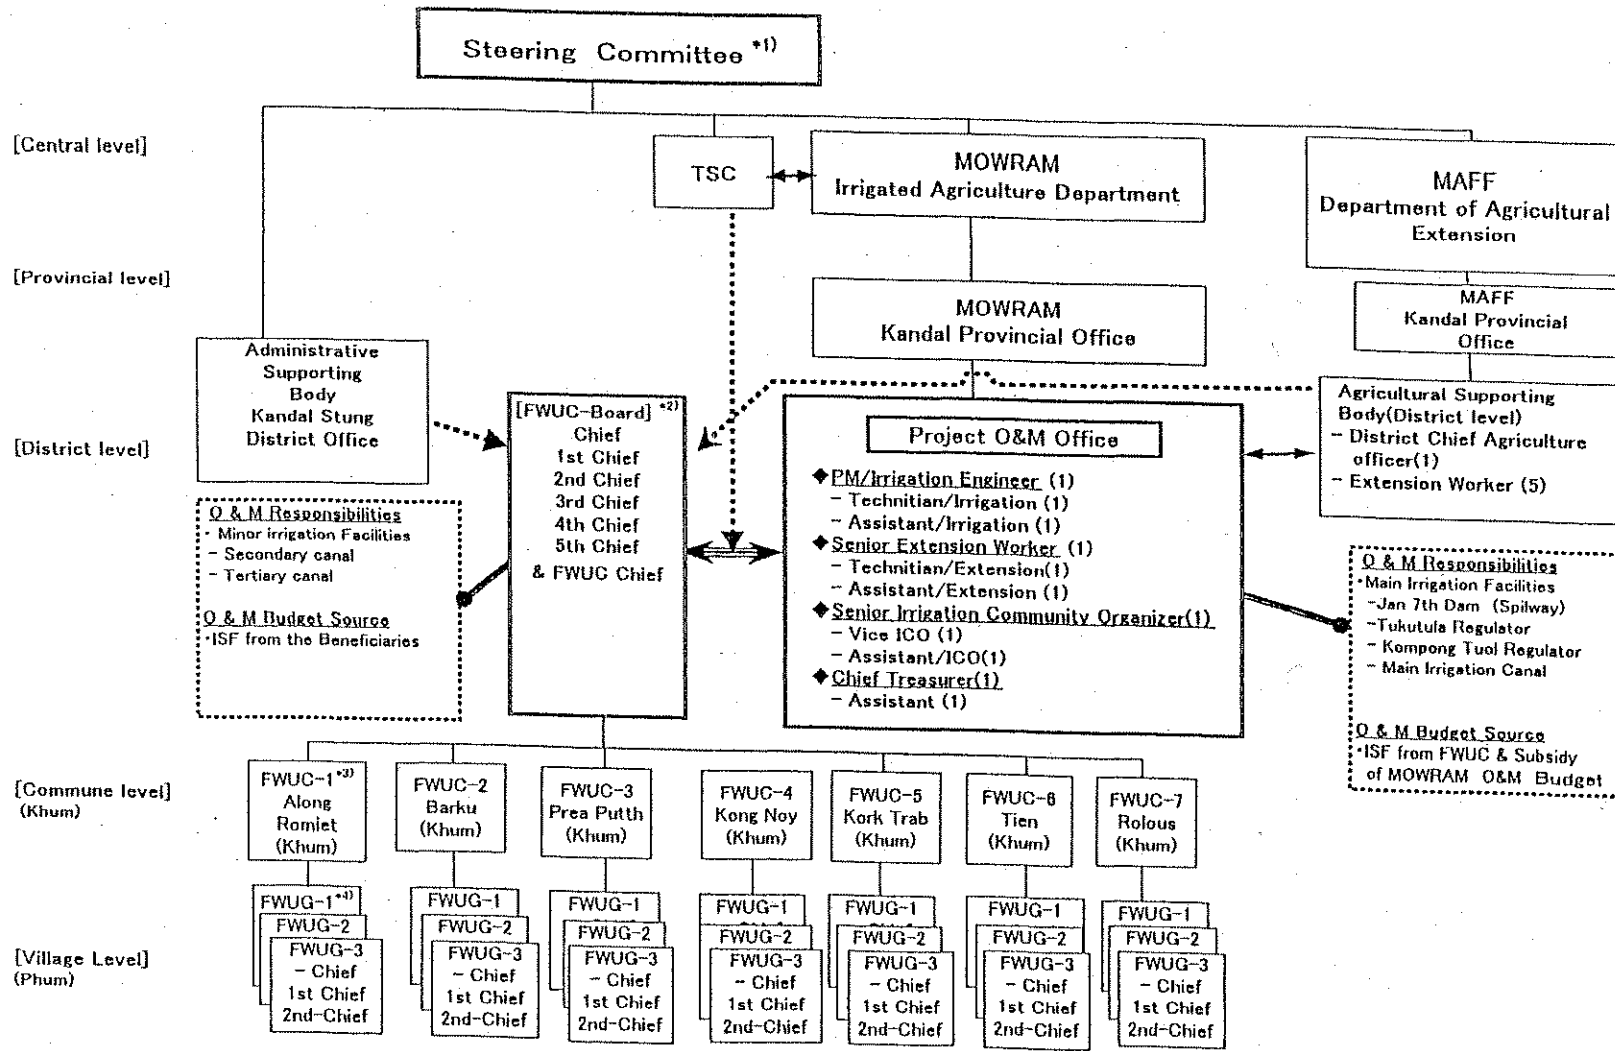 Steering Committee *1)
[Central level]
TSC
MOWRAM
Irrigated Agriculture Department
MAFF
Department of Agricultural
Extension
[Provincial level]
MOWRAM
Kandal Provincial Office
MAFF
Kandal Provincial
Office
[District level]
Administrative
Supporting
Body
Kandal Stung
District Office
[FWUC-Board] *2)
Chief
1st Chief
2nd Chief
3rd Chief
4th Chief
5th Chief
& FWUC Chief
Project O&M Office
◆PM/Irrigation Engineer (1)
- Technitian/Irrigation (1)
- Assistant/Irrigation (1)
◆Senior Extension Worker (1)
- Technitian/Extension(1)
- Assistant/Extension (1)
◆Senior Irrigation Community Organizer(1)
- Vice ICO (1)
- Assistant/ICO(1)
◆Chief Treasurer(1)
- Assistant (1)
Agricultural Supporting
Body(District level)
- District Chief Agriculture
officer(1)
- Extension Worker (5)
O & M Responsibilities
・Minor irrigation Facilities
- Secondary canal
- Tertiary canal
O & M Budget Source
・ISF from the Beneficiaries
O & M Responsibilities
・Main Irrigation Facilities
-Jan 7th Dam (Spilway)
-Tukutula Regulator
- Kompong Tuol Regulator
- Main Irrigation Canal
O & M Budget Source
・ISF from FWUC & Subsidy
of MOWRAM O&M Budget
[Commune level]
(Khum)
FWUC-1 *3)
Along
Romiet
(Khum)
FWUC-2
Barku
(Khum)
FWUC-3
Prea Putth
(Khum)
FWUC-4
Kong Noy
(Khum)
FWUC-5
Kork Trab
(Khum)
FWUC-6
Tien
(Khum)
FWUC-7
Rolous
(Khum)
[Village Level]
(Phum)
FWUG-1 *4)
FWUG-2
FWUG-3
- Chief
1st Chief
2nd-Chief
FWUG-1
FWUG-2
FWUG-3
- Chief
1st Chief
2nd-Chief
FWUG-1
FWUG-2
FWUG-3
- Chief
1st Chief
2nd-Chief
FWUG-1
FWUG-2
FWUG-3
- Chief
1st Chief
2nd-Chief
FWUG-1
FWUG-2
FWUG-3
- Chief
1st Chief
2nd-Chief
FWUG-1
FWUG-2
FWUG-3
- Chief
1st Chief
2nd-Chief
FWUG-1
FWUG-2
FWUG-3
- Chief
1st Chief
2nd-Chief